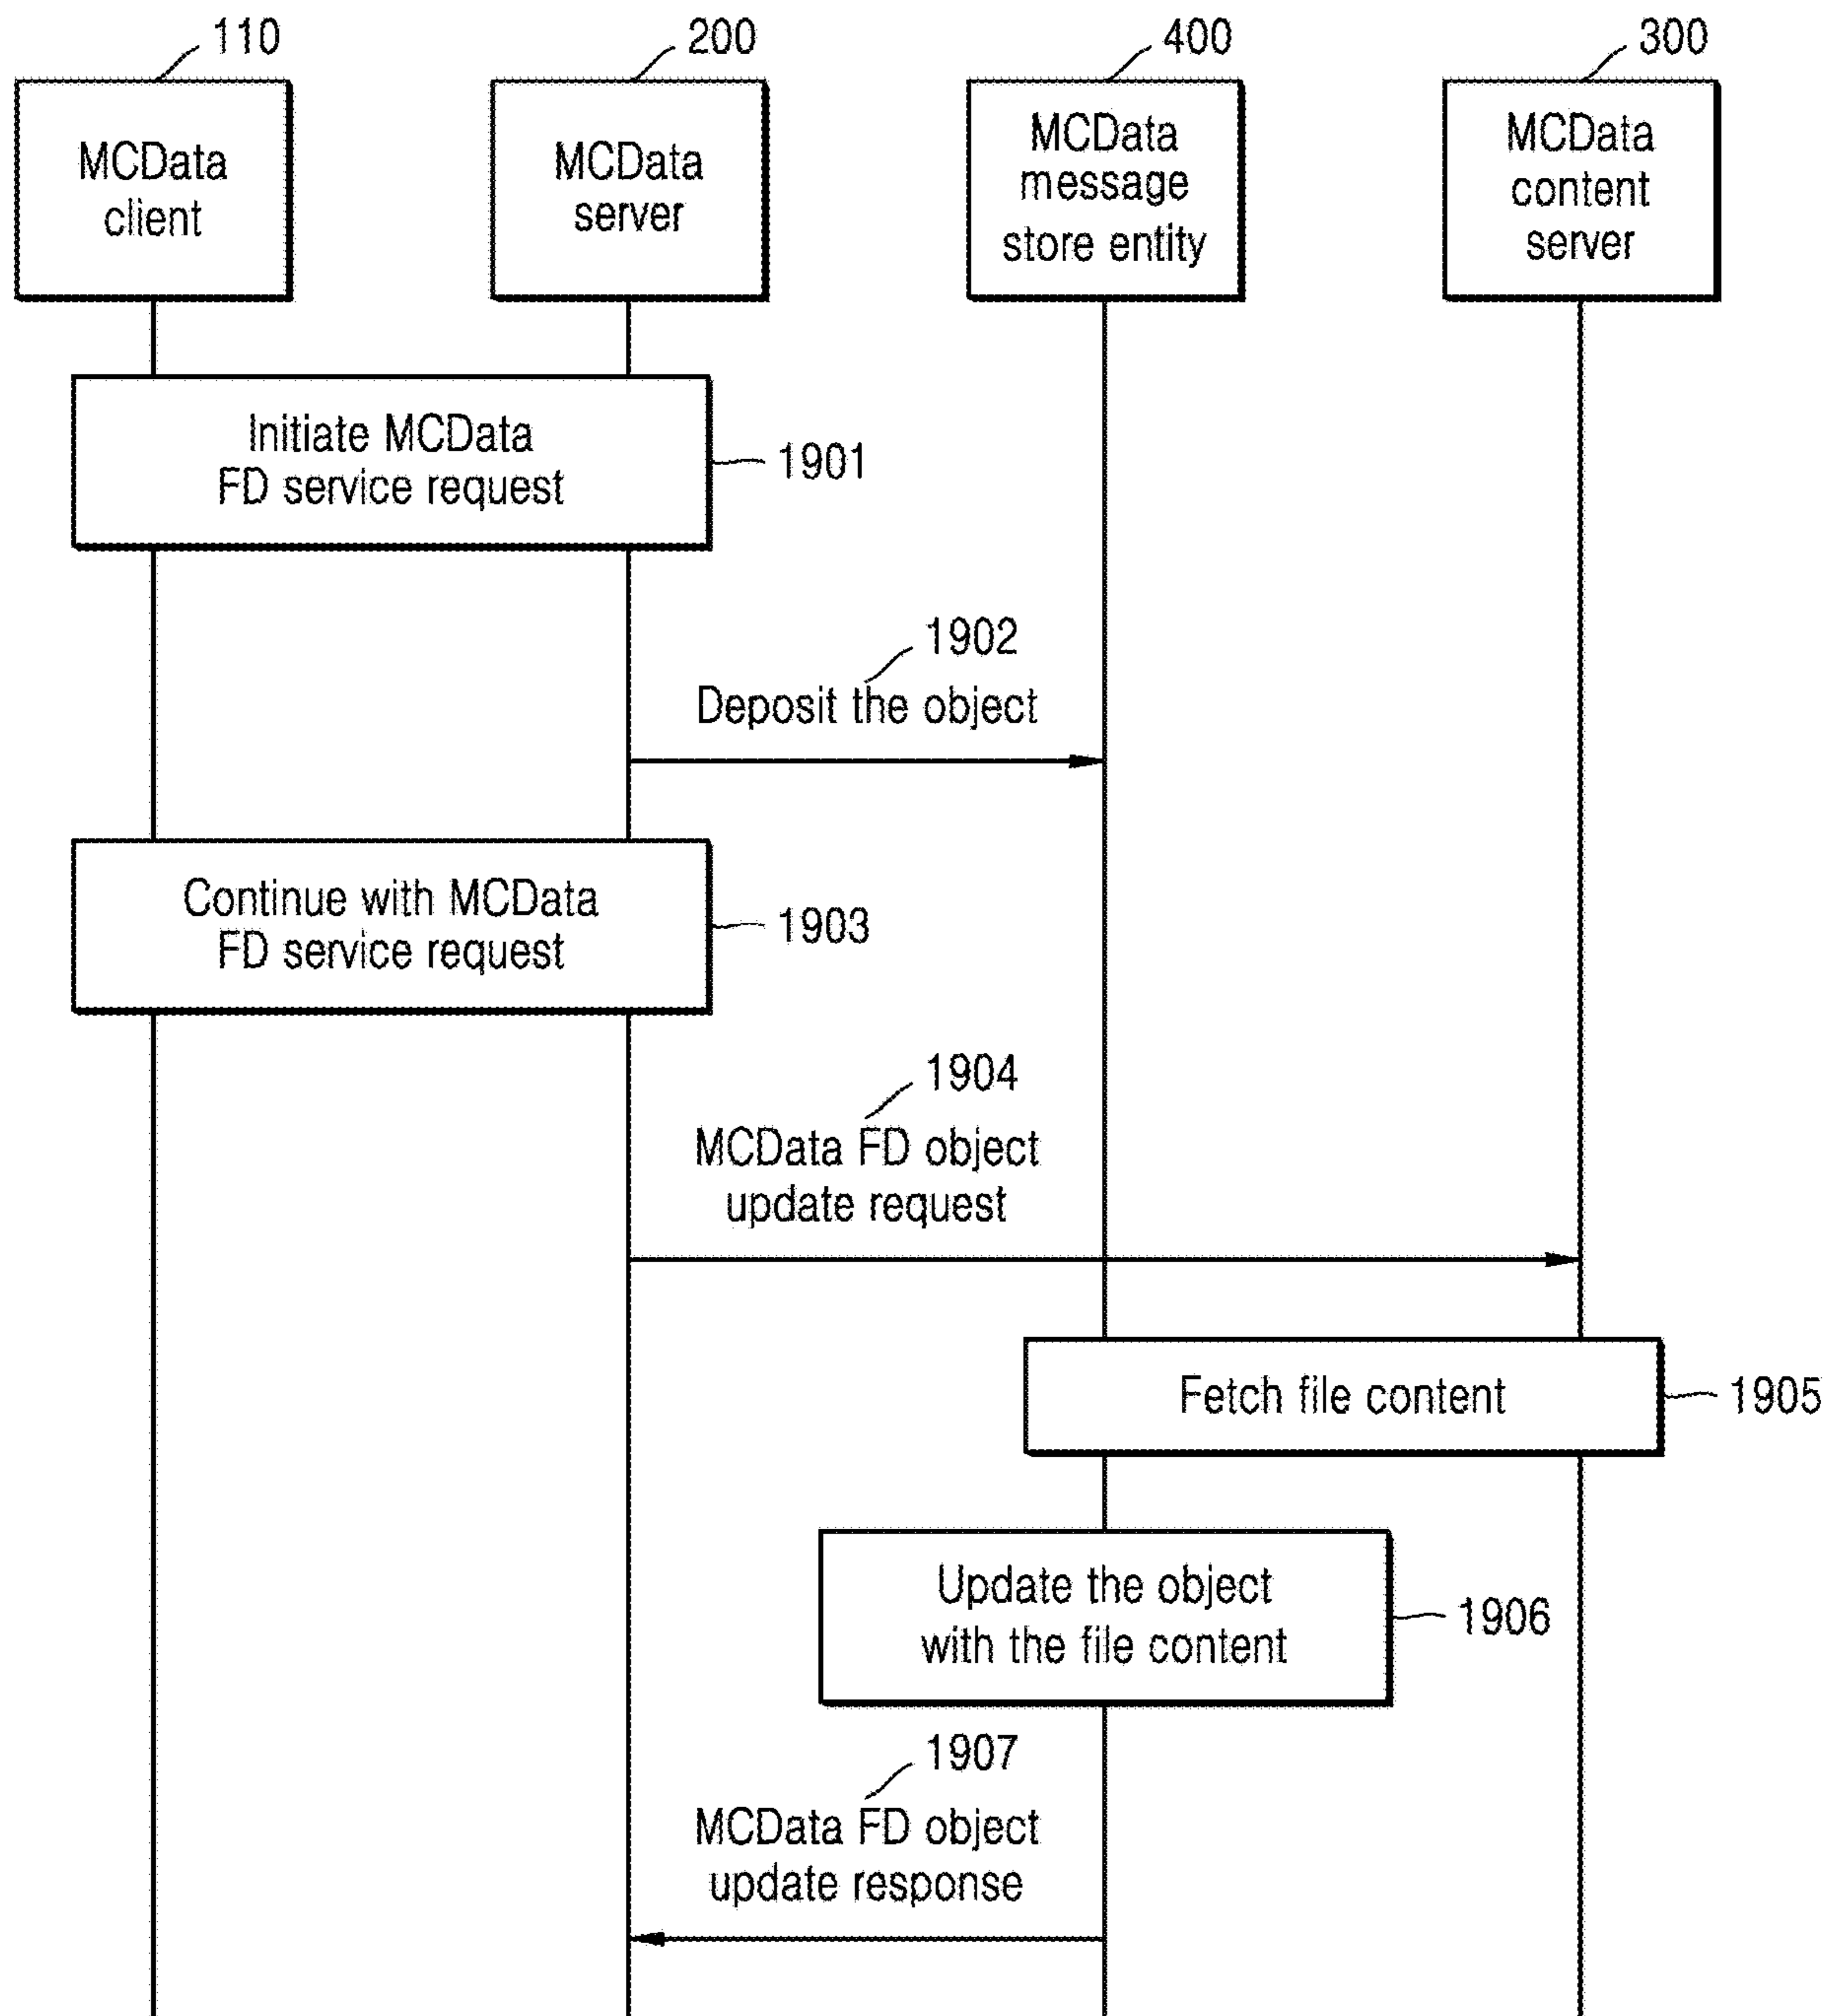 110
200
400
300
MCData
client
MCData
server
MCData
message
store entity
MCData
content
server
Initiate MCData
FD service request
1901
1902
Deposit the object
Continue with MCData
FD service request
1903
1904
MCData FD object
update request
Fetch file content
1905
Update the object
with the file content
1906
1907
MCData FD object
update response